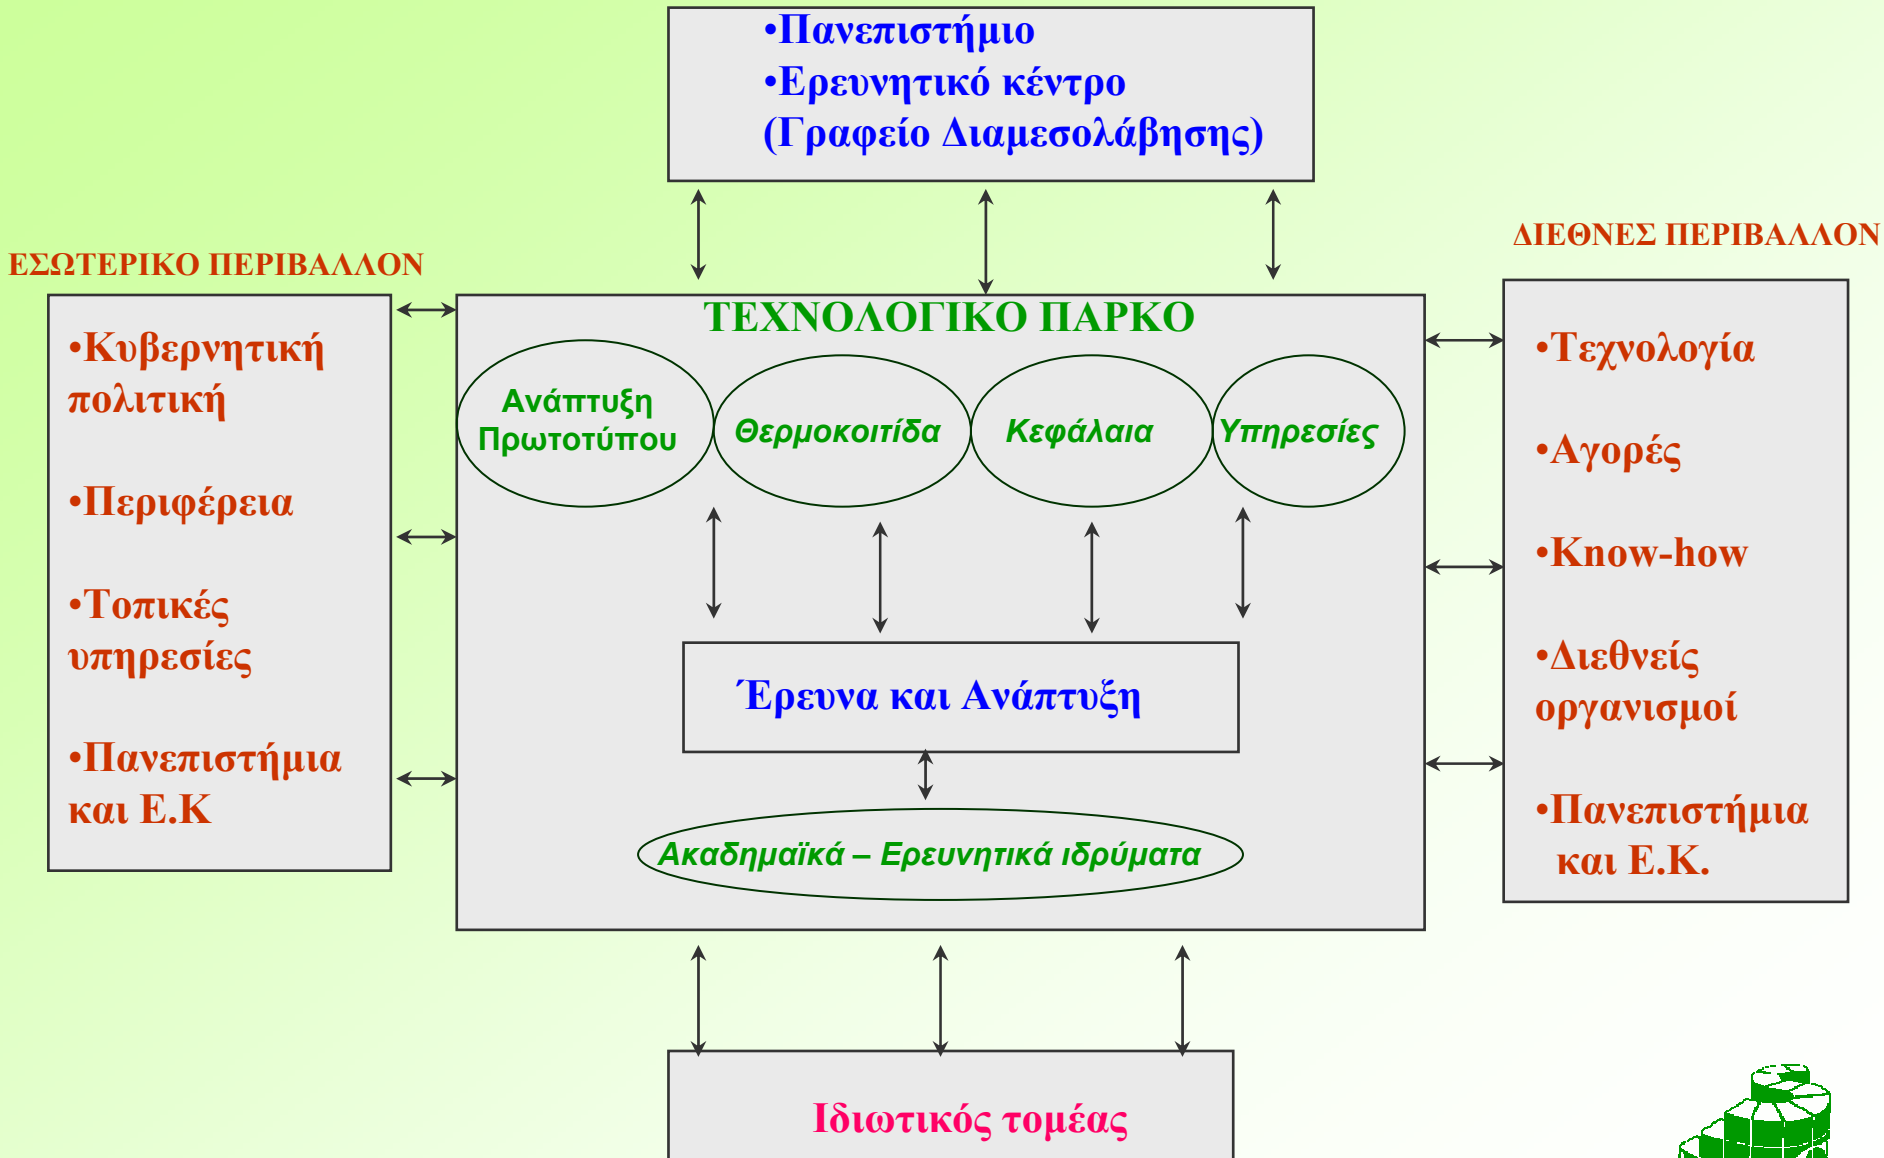 •Πανεπιστήμιο
•Ερευνητικό κέντρο
(Γραφείο Διαμεσολάβησης)
ΕΣΩΤΕΡΙΚΟ ΠΕΡΙΒΑΛΛΟΝ
•Κυβερνητική
πολιτική
•Περιφέρεια
•Τοπικές
υπηρεσίες
•Πανεπιστήμια
και Ε.Κ
ΤΕΧΝΟΛΟΓΙΚΟ ΠΑΡΚΟ
Ανάπτυξη
Πρωτοτύπου
Θερμοκοιτίδα
Κεφάλαια
Υπηρεσίες
Έρευνα και Ανάπτυξη
Ακαδημαϊκά – Ερευνητικά ιδρύματα
ΔΙΕΘΝΕΣ ΠΕΡΙΒΑΛΛΟΝ
•Τεχνολογία
•Αγορές
•Know-how
•Διεθνείς
οργανισμοί
•Πανεπιστήμια
και Ε.Κ.
Ιδιωτικός τομέας